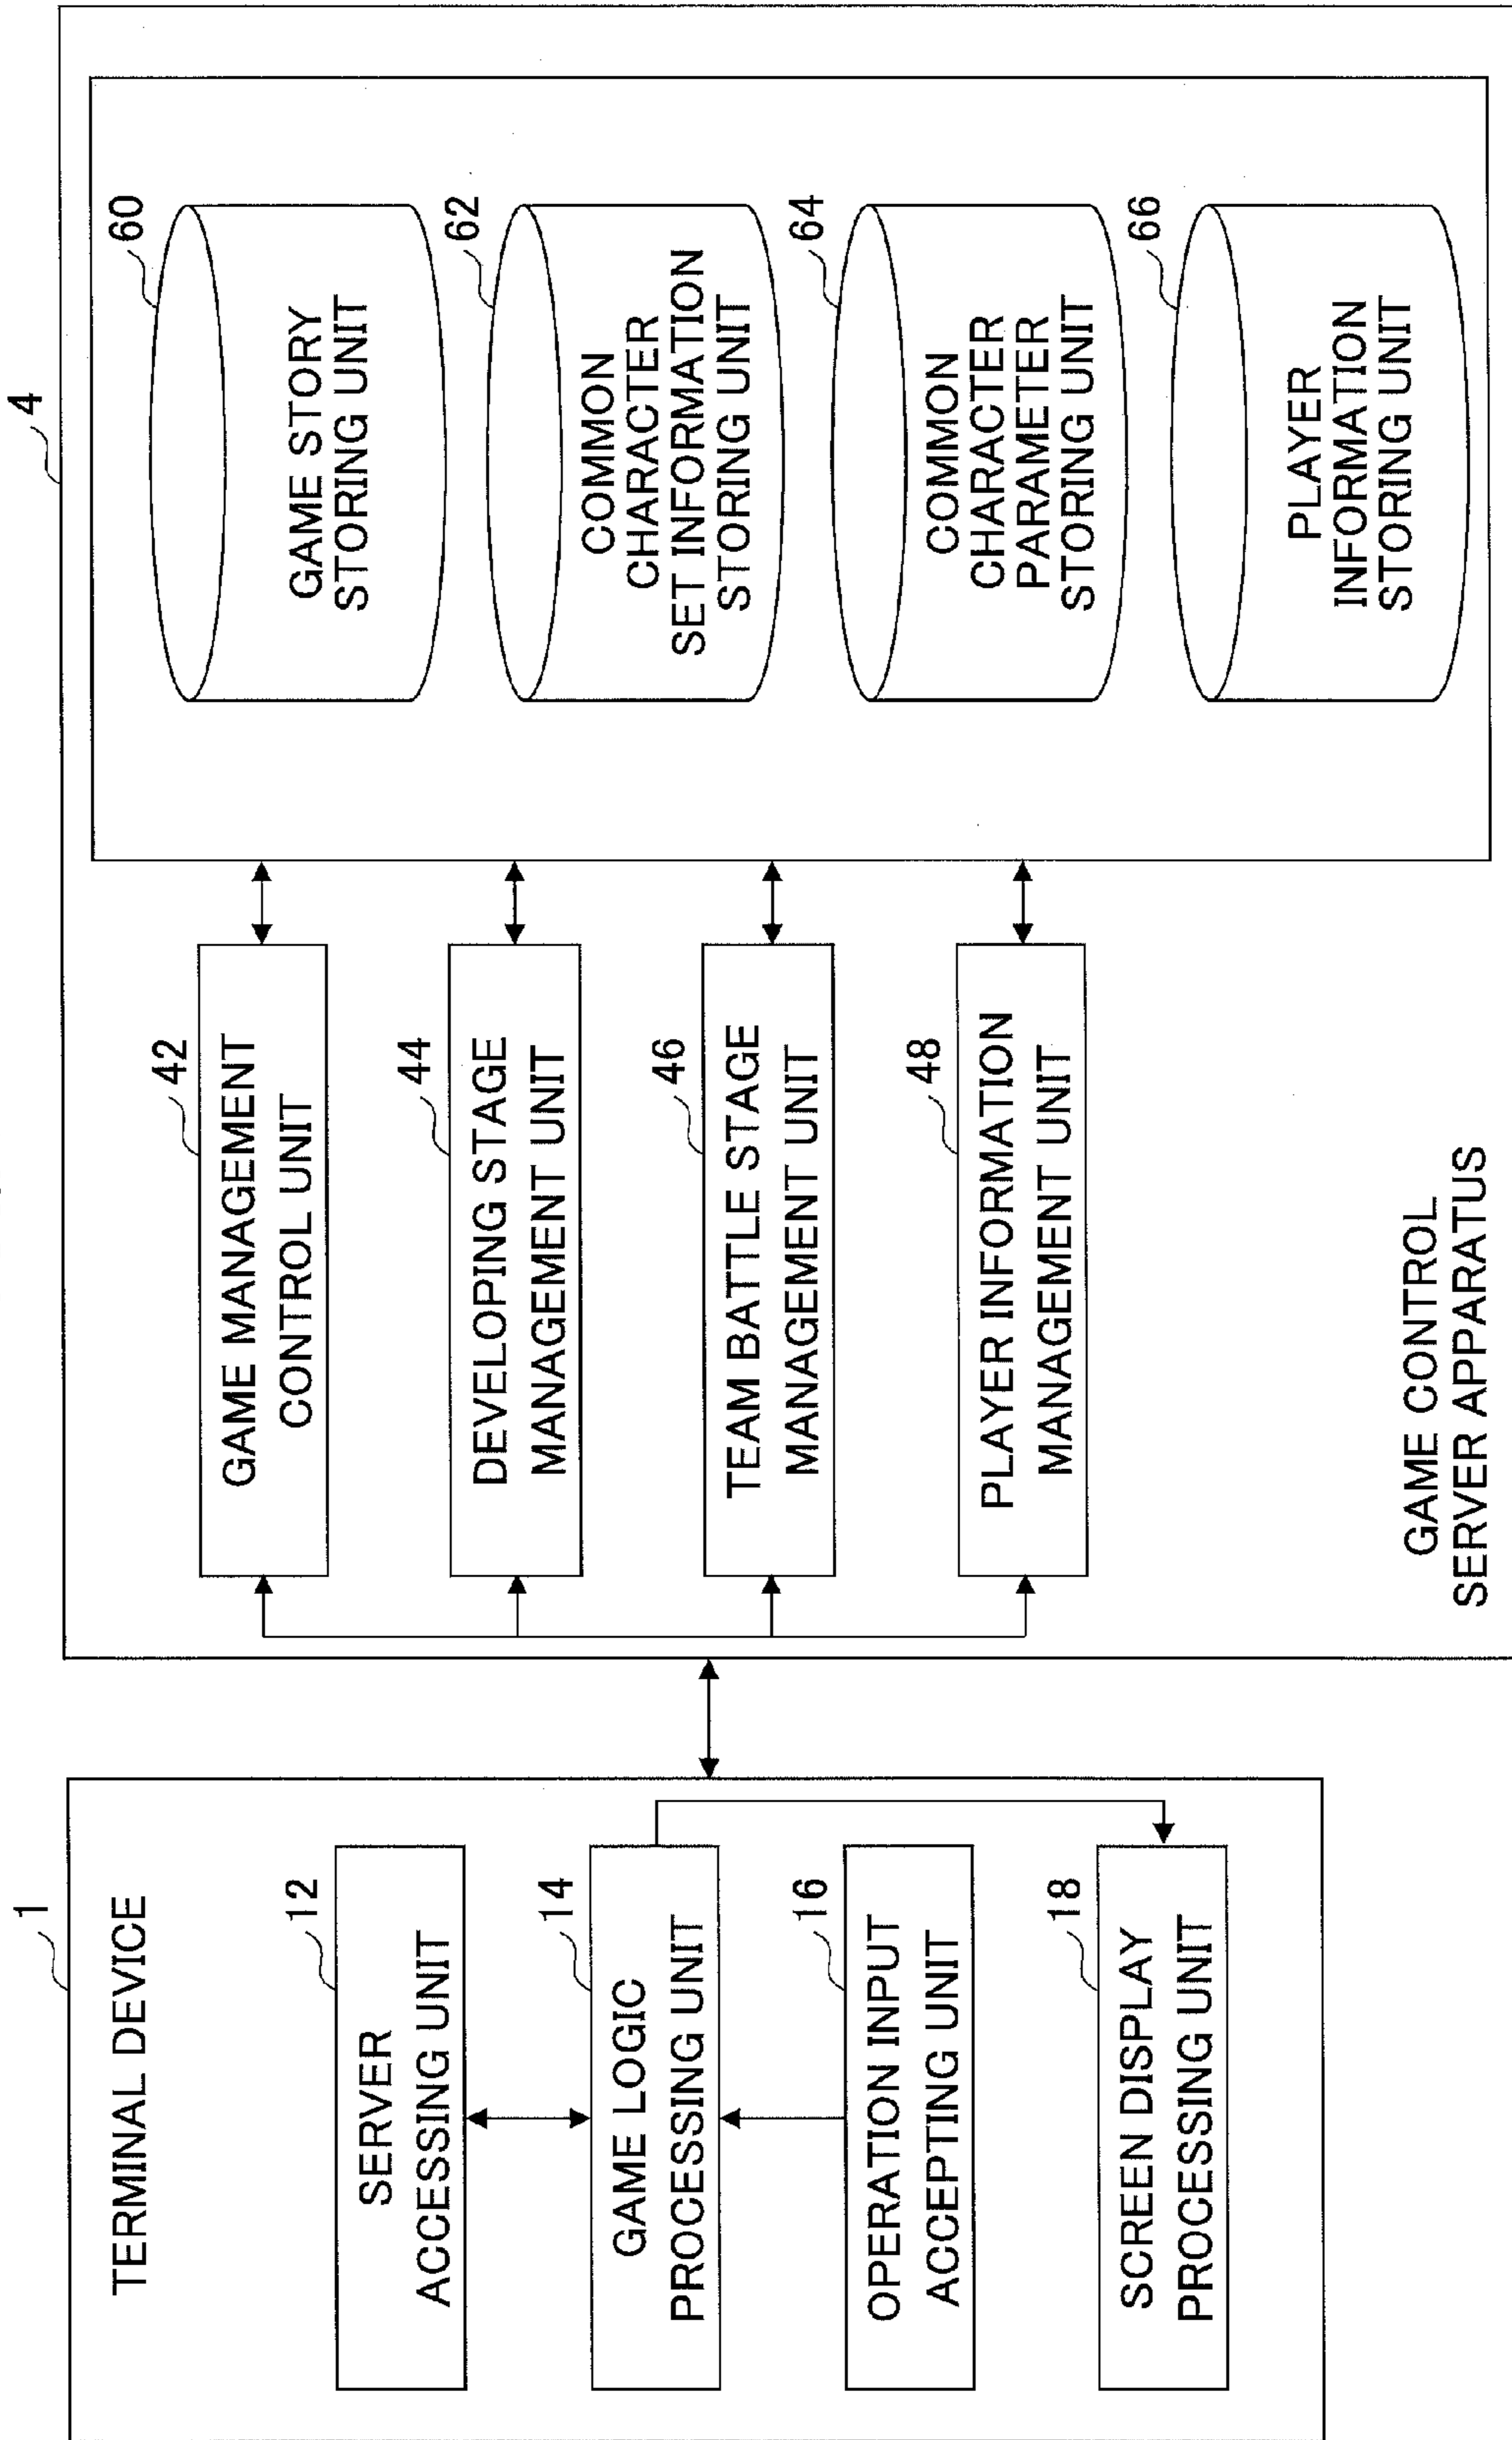 1
TERMINAL DEVICE
12
SERVER
ACCESSING UNIT
14
GAME LOGIC
PROCESSING UNIT
16
OPERATION INPUT
ACCEPTING UNIT
18
SCREEN DISPLAY
PROCESSING UNIT
4
42
GAME MANAGEMENT
CONTROL UNIT
44
DEVELOPING STAGE
MANAGEMENT UNIT
46
TEAM BATTLE STAGE
MANAGEMENT UNIT
48
PLAYER INFORMATION
MANAGEMENT UNIT
60
GAME STORY
STORING UNIT
62
COMMON
CHARACTER
SET INFORMATION
STORING UNIT
64
COMMON
CHARACTER
PARAMETER
STORING UNIT
66
PLAYER
INFORMATION
STORING UNIT
GAME CONTROL
SERVER APPARATUS